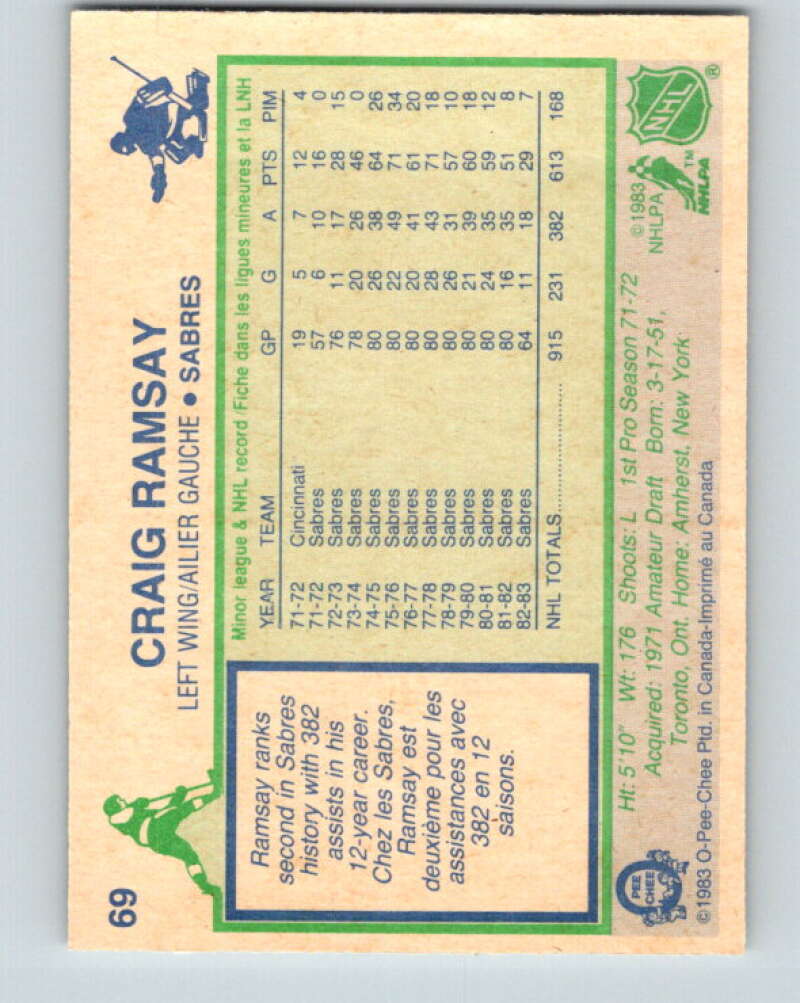 69
CRAIG RAMSAY
LEFT WING/AILIER GAUCHE • SABRES
Ramsay ranks
second in Sabres
history with 382
assists in his
12-year career.
Chez les Sabres,
Ramsay est
deuxième pour les
assistances avec
382 en 12
saisons.
Minor league & NHL record/Fiche dans les ligues mineures et la LNH
YEAR TEAM GP G A PTS PIM
71-72 Cincinnati 19 5 7 12 4
71-72 Sabres 57 6 10 16 0
72-73 Sabres 76 11 17 28 15
73-74 Sabres 78 20 26 46 0
74-75 Sabres 80 26 38 64 26
75-76 Sabres 80 22 49 71 34
76-77 Sabres 80 20 41 61 20
77-78 Sabres 80 28 43 71 18
78-79 Sabres 80 26 31 57 10
79-80 Sabres 80 21 39 60 18
80-81 Sabres 80 24 35 59 12
81-82 Sabres 80 16 35 51 8
82-83 Sabres 64 11 18 29 7
NHL TOTALS 915 231 382 613 168
Ht: 5'10" Wt: 176 Shoots: L 1st Pro Season 71-72
Acquired: 1971 Amateur Draft Born: 3-17-51,
Toronto, Ont. Home: Amherst, New York
©1983 O-Pee-Chee Ptd. in Canada-Imprimé au Canada
O
PEE
CHEE
©1983
NHLPA
NHL ®
NHLPA TM